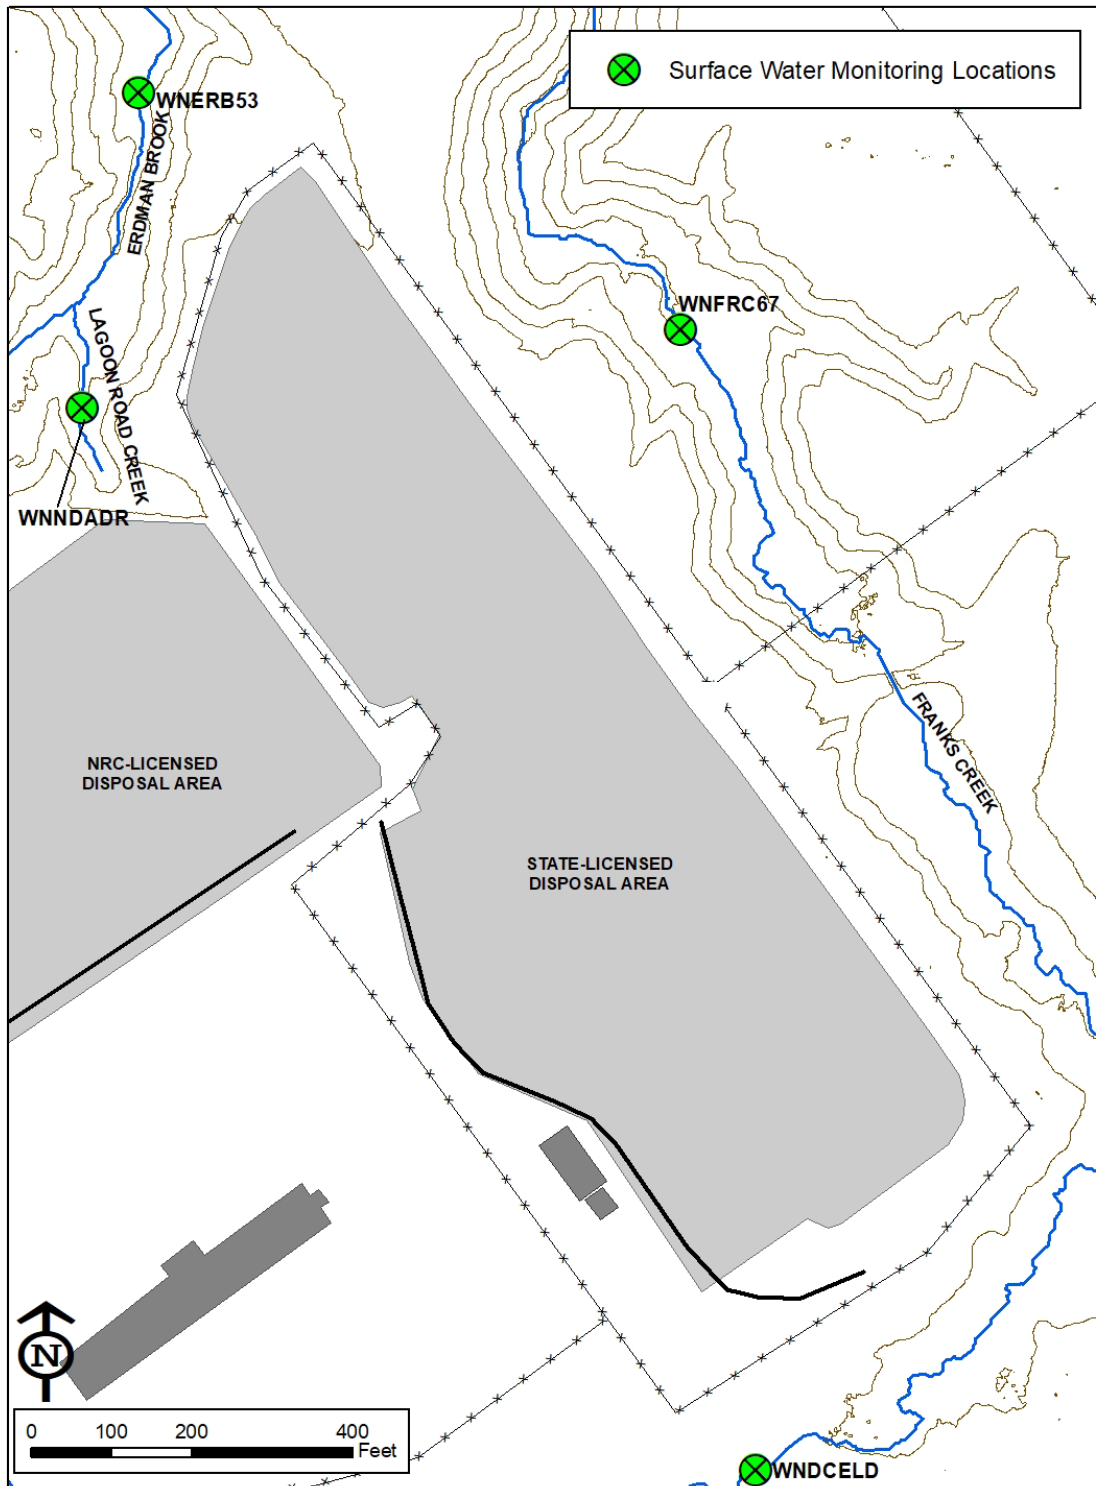 Surface Water Monitoring Locations
WNERB53
ERDMAN BROOK
WNFRC67
LAGOON ROAD CREEK
WNNDADR
FRANKS CREEK
NRC-LICENSED
DISPOSAL AREA
STATE-LICENSED
DISPOSAL AREA
N
0 100 200 400
Feet
WNDCELD